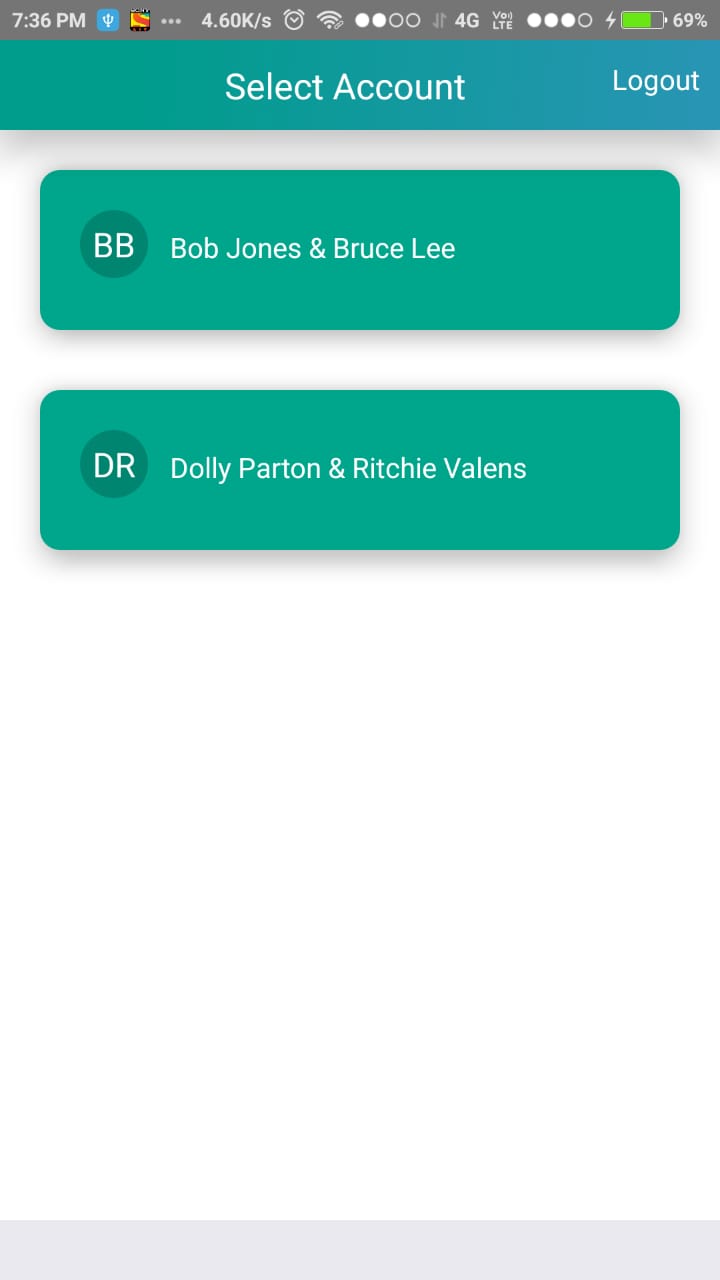 7:36 PM ... 4.60K/s 4G Vo) LTE 69%
Select Account
Logout
BB Bob Jones & Bruce Lee
DR Dolly Parton & Ritchie Valens